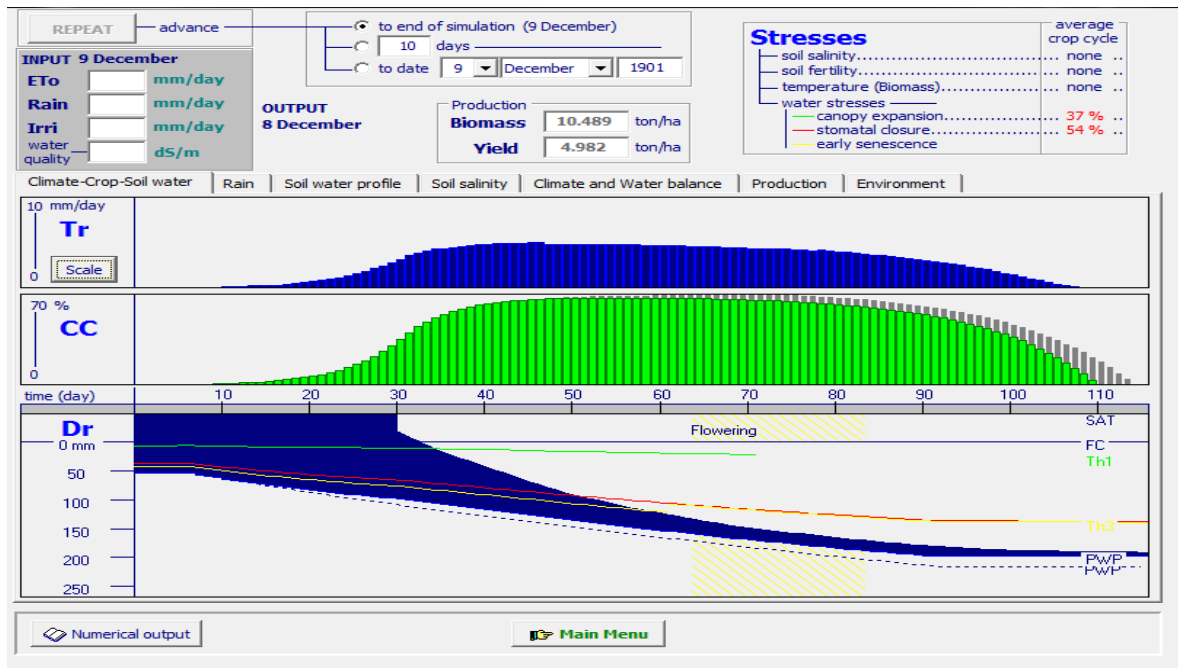 REPEAT
advance
to end of simulation (9 December)
10 days
to date 9 December 1901
INPUT 9 December
ETo mm/day
Rain mm/day
Irri mm/day
water quality dS/m
OUTPUT
8 December
Production
Biomass 10.489 ton/ha
Yield 4.982 ton/ha
Stresses
average
crop cycle
soil salinity........................................ none ..
soil fertility........................................ none ..
temperature (Biomass)...................... none ..
water stresses
canopy expansion.................... 37 % ..
stomatal closure...................... 54 % ..
early senescence
Climate-Crop-Soil water Rain Soil water profile Soil salinity Climate and Water balance Production Environment
10 mm/day
Tr
0 Scale
70 %
CC
0
time (day) 10 20 30 40 50 60 70 80 90 100 110
Dr
0 mm
50
100
150
200
250
Flowering
SAT
FC
Th1
Th3
PWP
PWP
Numerical output
Main Menu